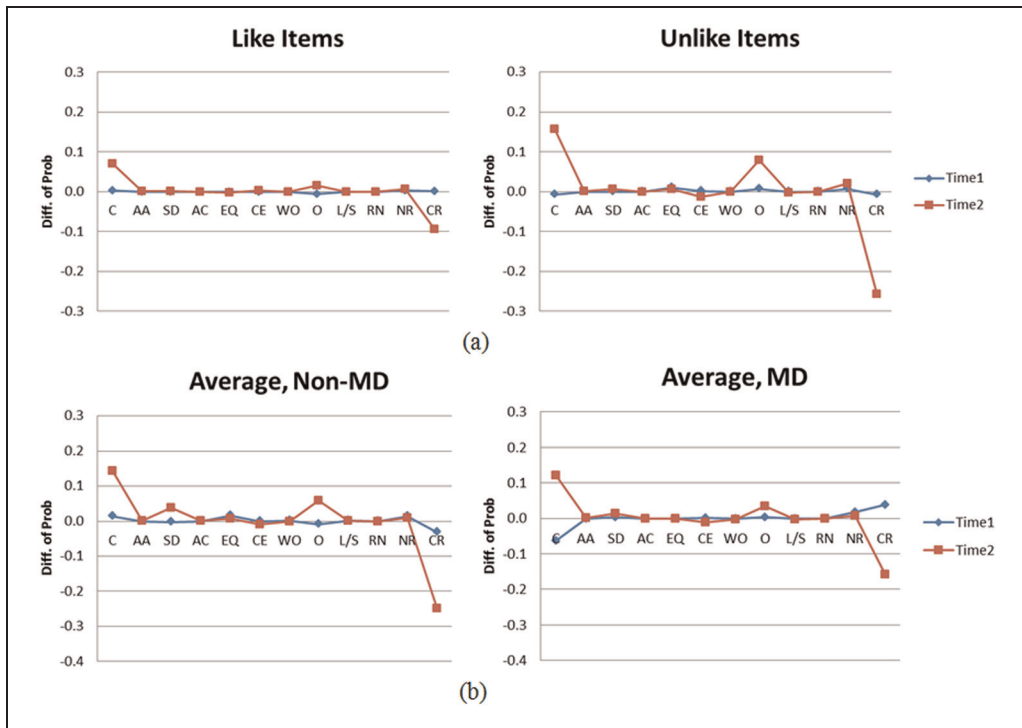 Like Items
Unlike Items
Diff. of Prob
0.3
0.2
0.1
0.0
-0.1
-0.2
-0.3
C AA SD AC EQ CE WO O L/S RN NR CR
Diff. of Prob
0.3
0.2
0.1
0.0
-0.1
-0.2
-0.3
C AA SD AC EQ CE WO O L/S RN NR CR
Time1
Time2
(a)
Average, Non-MD
Average, MD
Diff. of Prob
0.3
0.2
0.1
0.0
-0.1
-0.2
-0.3
-0.4
C AA SD AC EQ CE WO O L/S RN NR CR
Diff. of Prob
0.3
0.2
0.1
0.0
-0.1
-0.2
-0.3
-0.4
C AA SD AC EQ CE WO O L/S RN NR CR
Time1
Time2
(b)